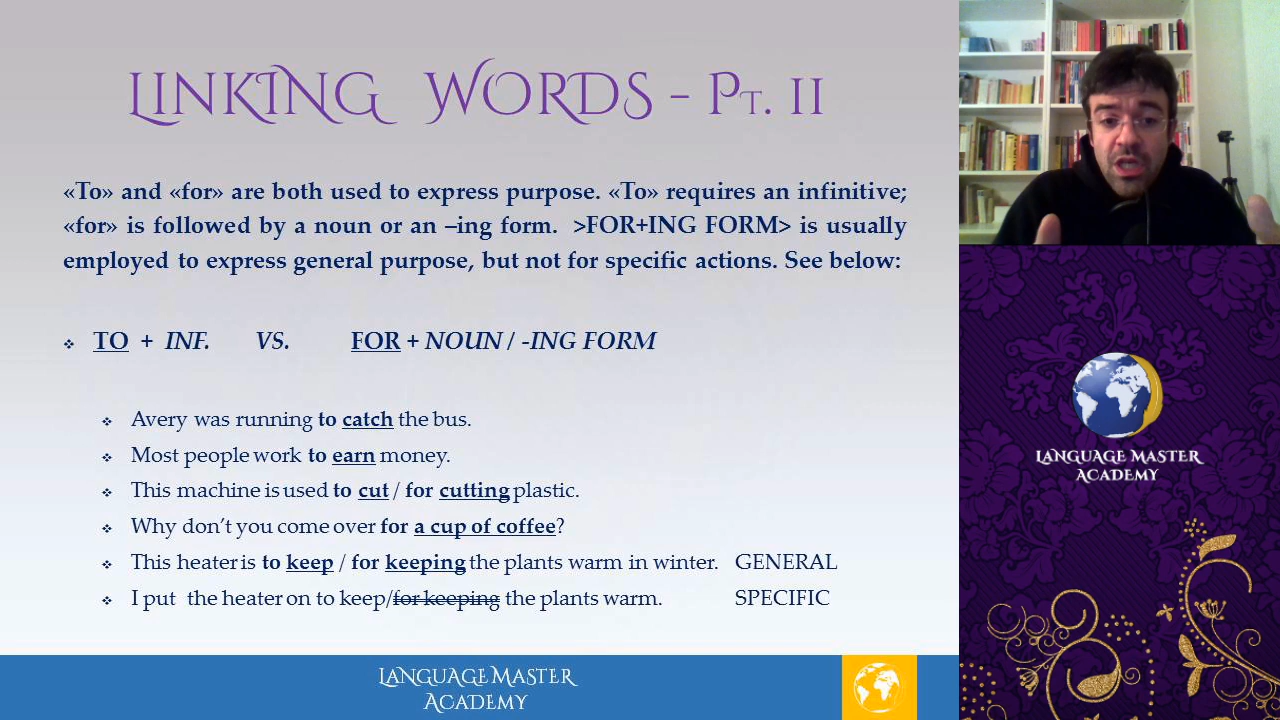 LINKING WORDS – PT. II
«To» and «for» are both used to express purpose. «To» requires an infinitive;
«for» is followed by a noun or an –ing form. >FOR+ING FORM> is usually
employed to express general purpose, but not for specific actions. See below:
TO + INF. VS. FOR + NOUN / -ING FORM
Avery was running to catch the bus.
Most people work to earn money.
This machine is used to cut / for cutting plastic.
Why don't you come over for a cup of coffee?
This heater is to keep / for keeping the plants warm in winter. GENERAL
I put the heater on to keep/for keeping the plants warm. SPECIFIC
LANGUAGE MASTER
ACADEMY
LANGUAGE MASTER
ACADEMY